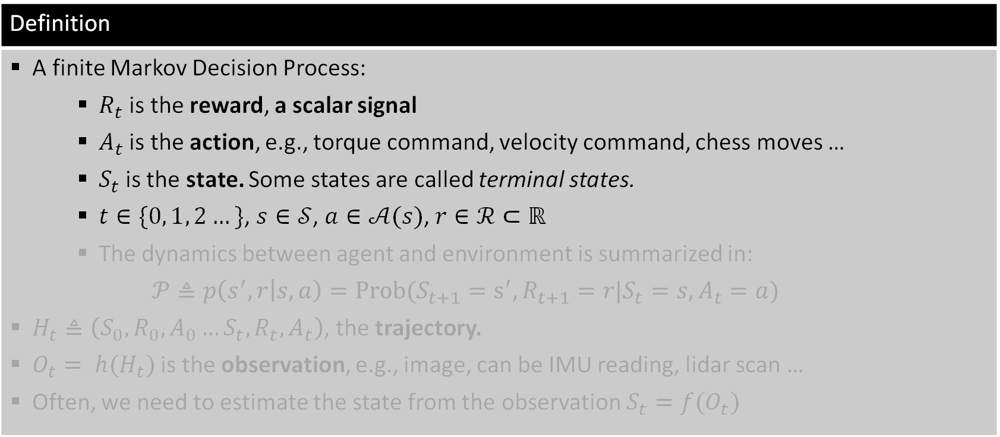 Definition
▪ A finite Markov Decision Process:
▪ $R_t$ is the reward, a scalar signal
▪ $A_t$ is the action, e.g., torque command, velocity command, chess moves …
▪ $S_t$ is the state. Some states are called terminal states.
▪ $t \in \{0, 1, 2 \dots\}, s \in \mathcal{S}, a \in \mathcal{A}(s), r \in \mathcal{R} \subset \mathbb{R}$
▪ The dynamics between agent and environment is summarized in:
$\mathcal{P} \triangleq p(s', r|s, a) = \text{Prob}(S_{t+1} = \text{s}', R_{t+1} = r|S_t = s, A_t = a)$
▪ $H_t \triangleq (S_0, R_0, A_0 \dots S_t, R_t, A_t)$, the trajectory.
▪ $O_t = h(H_t)$ is the observation, e.g., image, can be IMU reading, lidar scan …
▪ Often, we need to estimate the state from the observation $S_t = f(O_t)$